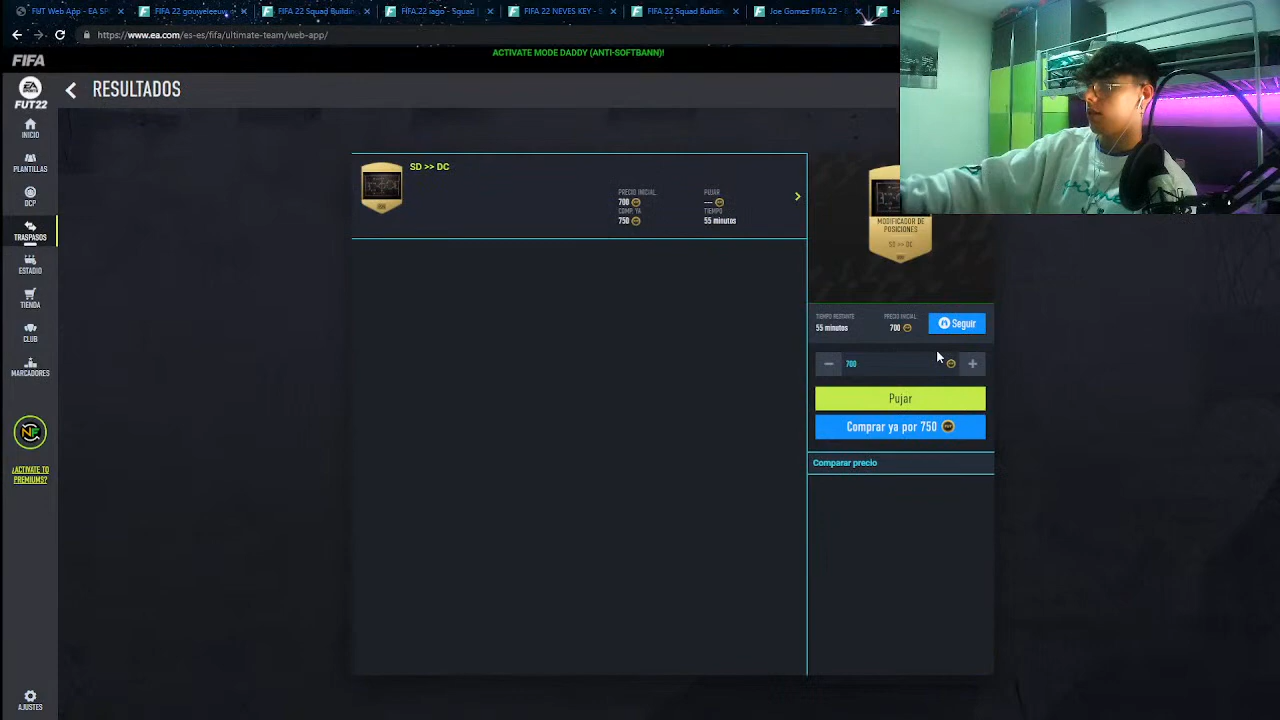 FUT Web App - EA SP
FIFA 22 gouweleeuw
FIFA 22 Squad Buildin
FIFA 22 iago - Squad
FIFA 22 NEVES KEY - S
FIFA 22 Squad Buildin
Joe Gomez FIFA 22 - F
https://www.ea.com/es-es/fifa/ultimate-team/web-app/
FIFA
ACTIVATE MODE DADDY (ANTI-SOFTBANN)!
FUT22
RESULTADOS
INICIO
PLANTILLAS
DCP
TRASPASOS
ESTADIO
TIENDA
CLUB
MARCADORES
NF
¿ACTIVATE TO
PREMIUMS?
AJUSTES
SD >> DC
PRECIO INICIAL PUJAR
700 ---
COMP. YA TIEMPO
750 55 minutos
MODIFICADOR DE
POSICIONES
SD >> DC
TIEMPO RESTANTE PRECIO INICIAL
55 minutos 700 Seguir
700
Pujar
Comprar ya por 750
Comparar precio